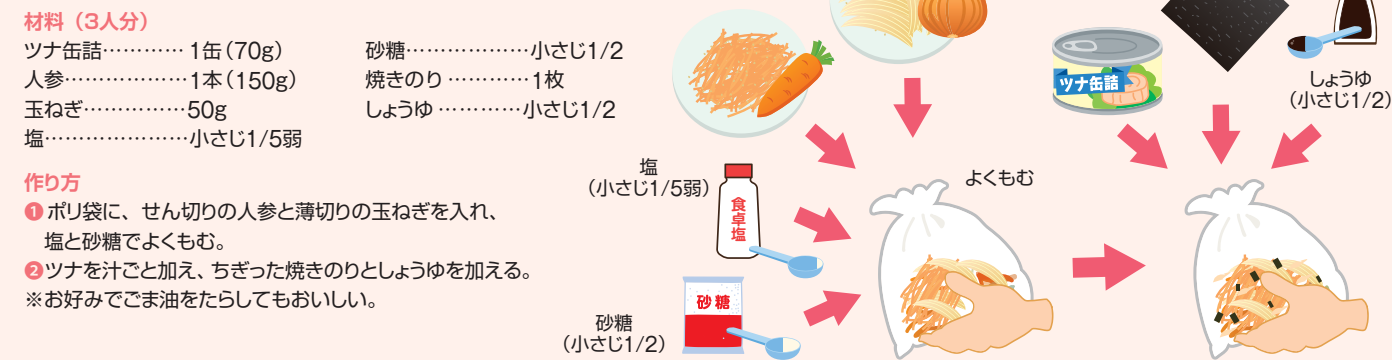 材料（3人分）
ツナ缶詰………… 1缶（70g）
人参………………1本（150g）
玉ねぎ……………50g
塩…………………小さじ1/5弱
砂糖………………小さじ1/2
焼きのり …………1枚
しょうゆ …………小さじ1/2
作り方
❶ポリ袋に、せん切りの人参と薄切りの玉ねぎを入れ、
塩と砂糖でよくもむ。
❷ツナを汁ごと加え、ちぎった焼きのりとしょうゆを加える。
※お好みでごま油をたらしてもおいしい。
塩
（小さじ1/5弱）
食卓塩
砂糖
砂糖
（小さじ1/2）
よくもむ
ツナ缶詰
しょうゆ
（小さじ1/2）